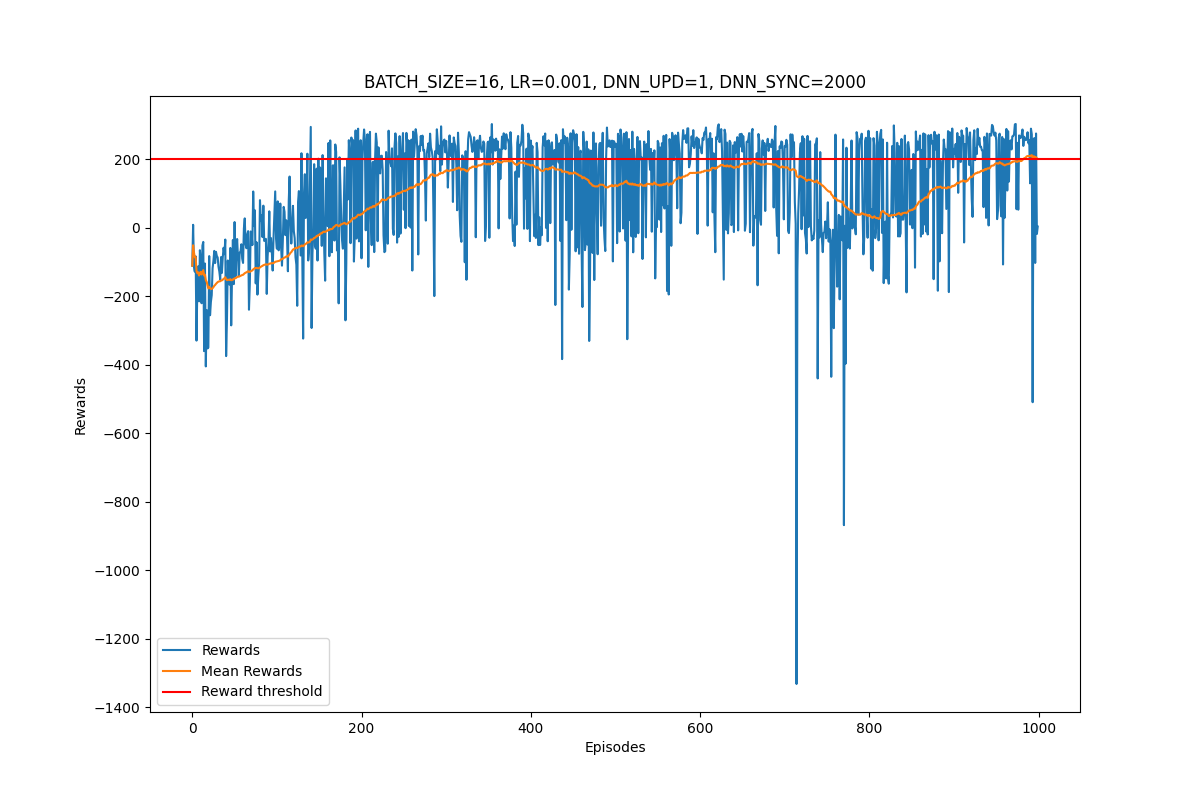 BATCH_SIZE=16, LR=0.001, DNN_UPD=1, DNN_SYNC=2000
200
0
−200
−400
−600
−800
−1000
−1200
−1400
Rewards
Rewards
Mean Rewards
Reward threshold
0
200
400
600
800
1000
Episodes